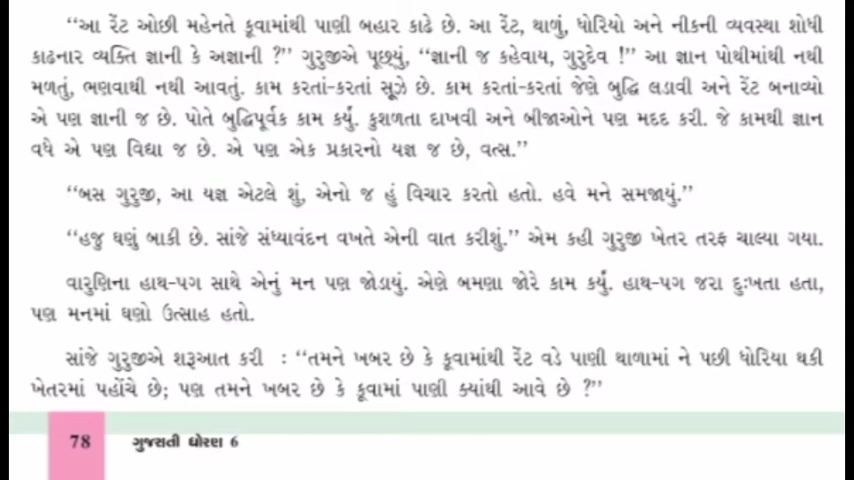 “આ રેંટ ઓછી મહેનતે કૂવામાંથી પાણી બહાર કાઢે છે. આ રેંટ, થાળું, ધોરિયો અને નીકની વ્યવસ્થા શોધી
કાઢનાર વ્યક્તિ જ્ઞાની કે અજ્ઞાની ?” ગુરુજીએ પૂછ્યું, “જ્ઞાની જ કહેવાય, ગુરુદેવ !” આ જ્ઞાન પોથીમાંથી નથી
મળતું, ભણવાથી નથી આવતું. કામ કરતાં-કરતાં સૂઝે છે. કામ કરતાં-કરતાં જેણે બુદ્ધિ લડાવી અને રેંટ બનાવ્યો
એ પણ જ્ઞાની જ છે. પોતે બુદ્ધિપૂર્વક કામ કર્યું. કુશળતા દાખવી અને બીજાઓને પણ મદદ કરી. જે કામથી જ્ઞાન
વધે એ પણ વિદ્યા જ છે. એ પણ એક પ્રકારનો યજ્ઞ જ છે, વત્સ.”
“બસ ગુરુજી, આ યજ્ઞ એટલે શું, એનો જ હું વિચાર કરતો હતો. હવે મને સમજાયું.”
“હજુ ઘણું બાકી છે. સાંજે સંધ્યાવંદન વખતે એની વાત કરીશું.” એમ કહી ગુરુજી ખેતર તરફ ચાલ્યા ગયા.
વારુણિના હાથ-પગ સાથે એનું મન પણ જોડાયું. એણે બમણા જોરે કામ કર્યું. હાથ-પગ જરા દુઃખતા હતા,
પણ મનમાં ઘણો ઉત્સાહ હતો.
સાંજે ગુરુજીએ શરૂઆત કરી : “તમને ખબર છે કે કૂવામાંથી રેંટ વડે પાણી થાળામાં ને પછી ધોરિયા થકી
ખેતરમાં પહોંચે છે; પણ તમને ખબર છે કે કૂવામાં પાણી ક્યાંથી આવે છે ?”
78 ગુજરાતી ધોરણ 6